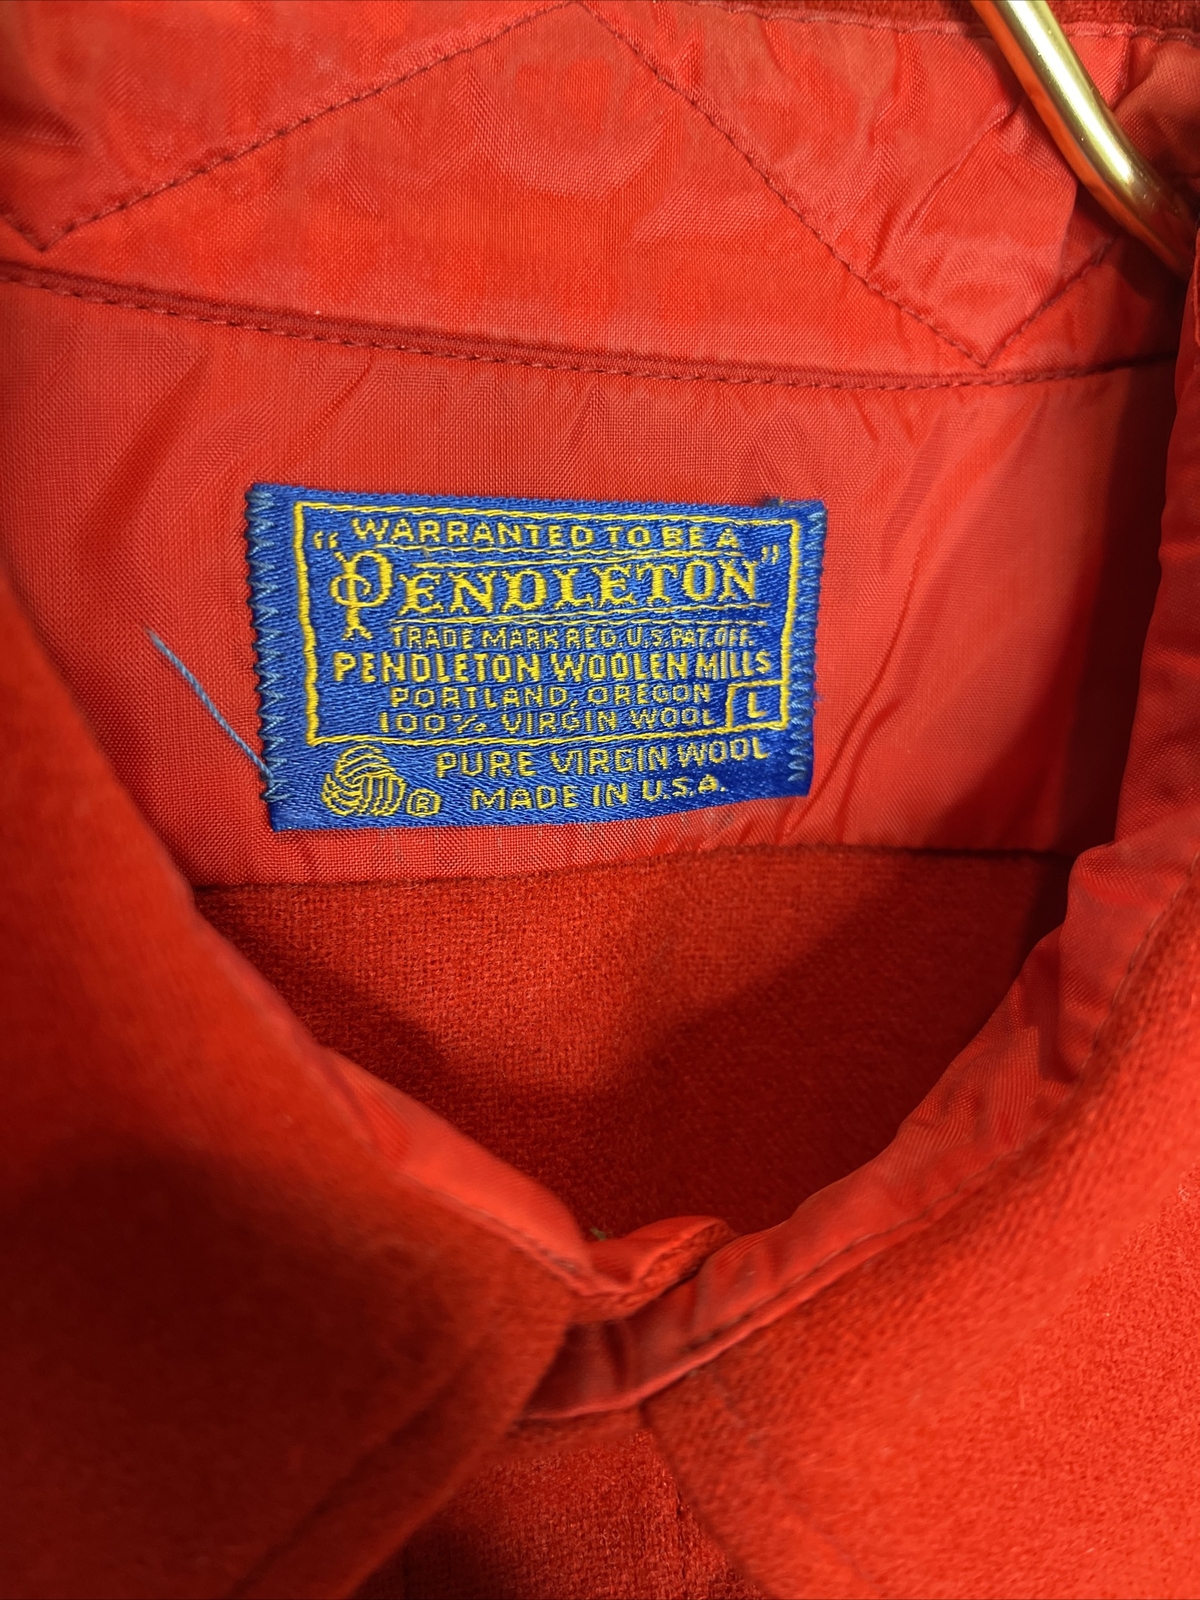 WARRANTED TO BE A
"PENDLETON"
TRADE MARK REG. U.S. PAT. OFF.
PENDLETON WOOLEN MILLS
PORTLAND, OREGON
100% VIRGIN WOOL L
PURE VIRGIN WOOL
® MADE IN U.S.A.